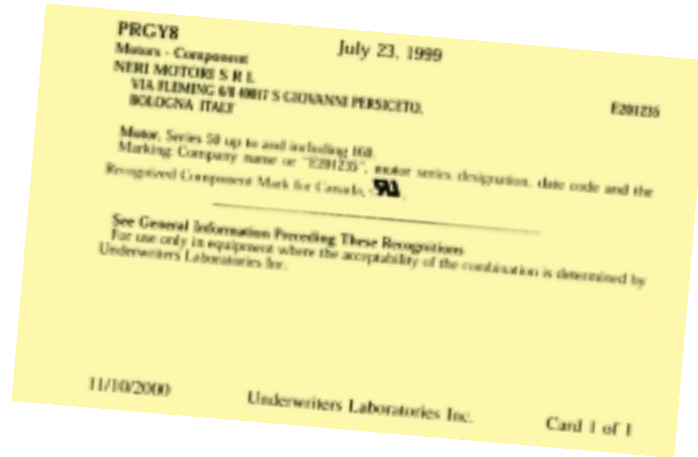 PRGY8
July 23, 1999
Motors - Component
NERI MOTORI S R L
E201235
VIA FLEMING 6/8 40017 S GIOVANNI PERSICETO,
BOLOGNA ITALY
Motor, Series 50 up to and including 160
Marking: Company name or "E201235", motor series designation, date code and the
Recognized Component Mark for Canada,
See General Information Preceding These Recognitions
For use only in equipment where the acceptability of the combination is determined by
Underwriters Laboratories Inc.
11/10/2000
Underwriters Laboratories Inc.
Card 1 of 1